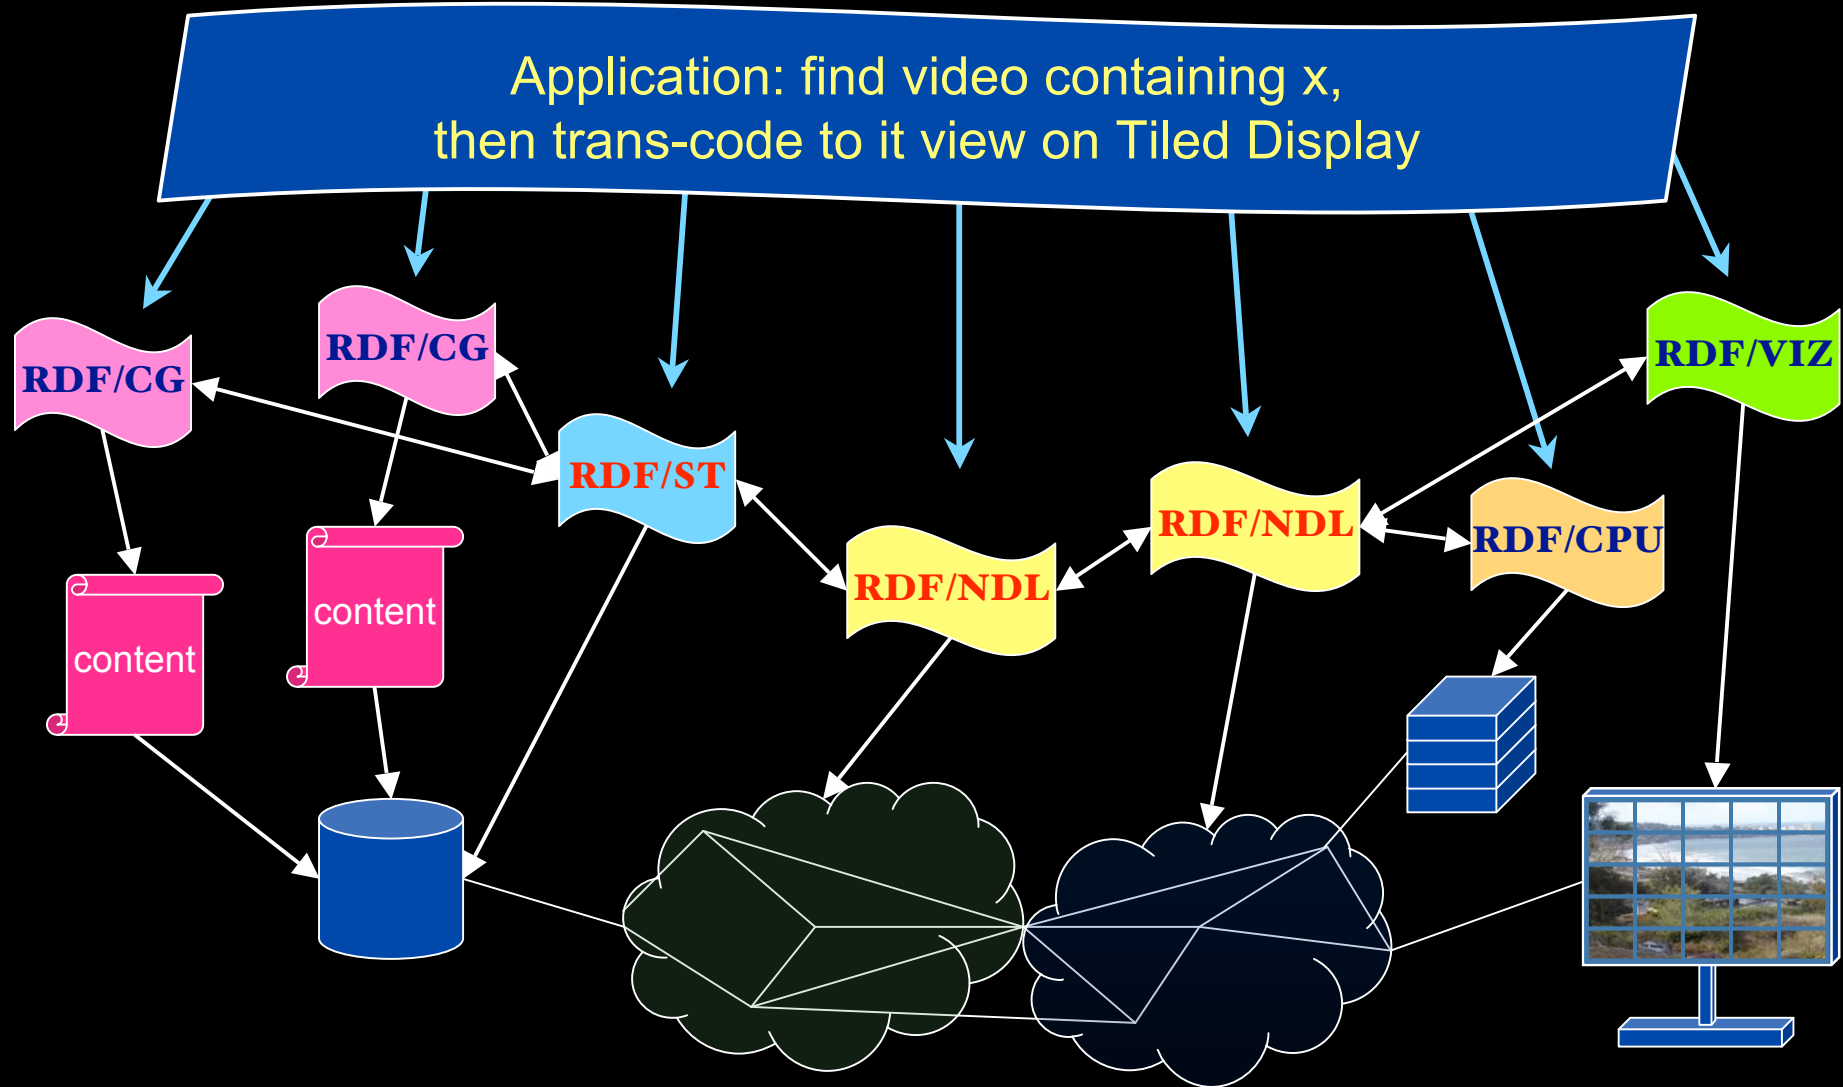 Application: find video containing x,
then trans-code to it view on Tiled Display
RDF/CG
RDF/CG
RDF/VIZ
RDF/ST
RDF/NDL
RDF/NDL
RDF/CPU
content
content